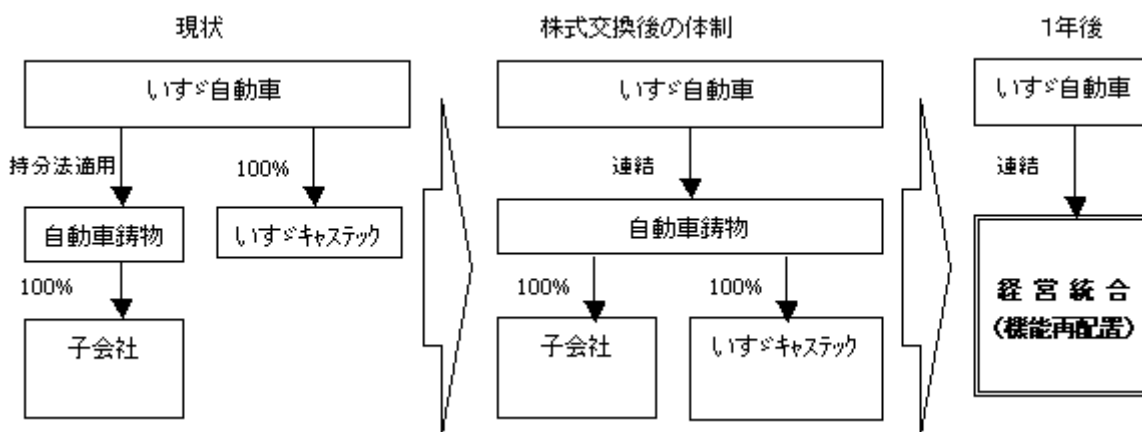 現状
いすゞ自動車
持分法適用
100%
自動車鋳物
いすゞキャステック
100%
子会社
株式交換後の体制
いすゞ自動車
連結
自動車鋳物
100%
100%
子会社
いすゞキャステック
1年後
いすゞ自動車
連結
経営統合
(機能再配置)